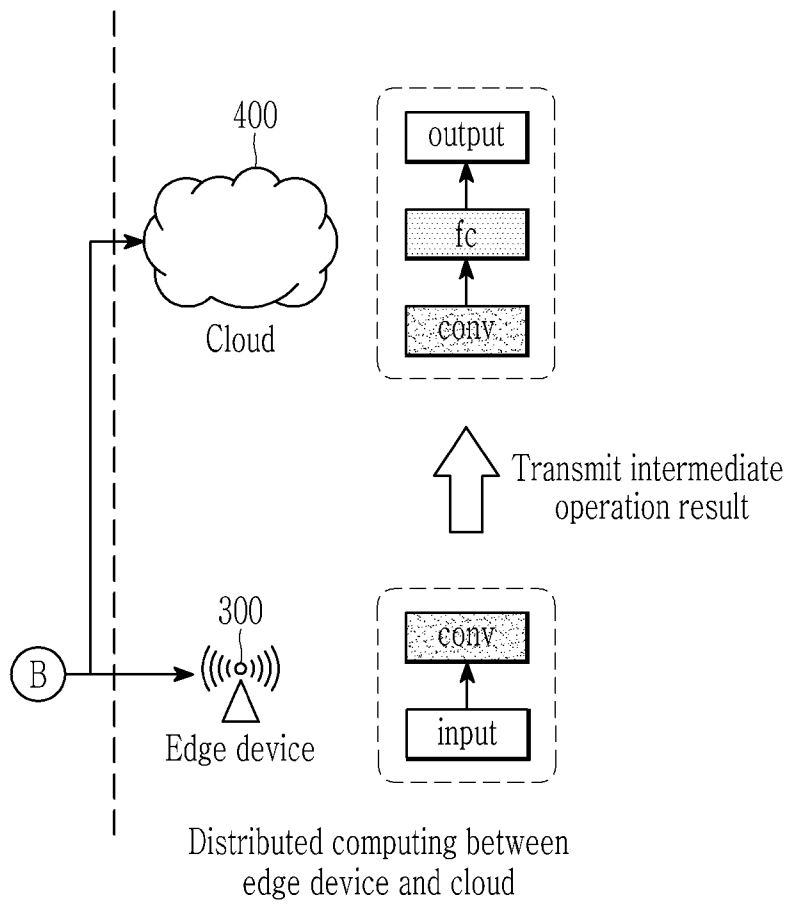 400
output
fc
conv
Cloud
Transmit intermediate
operation result
300
conv
B
input
Edge device
Distributed computing between
edge device and cloud